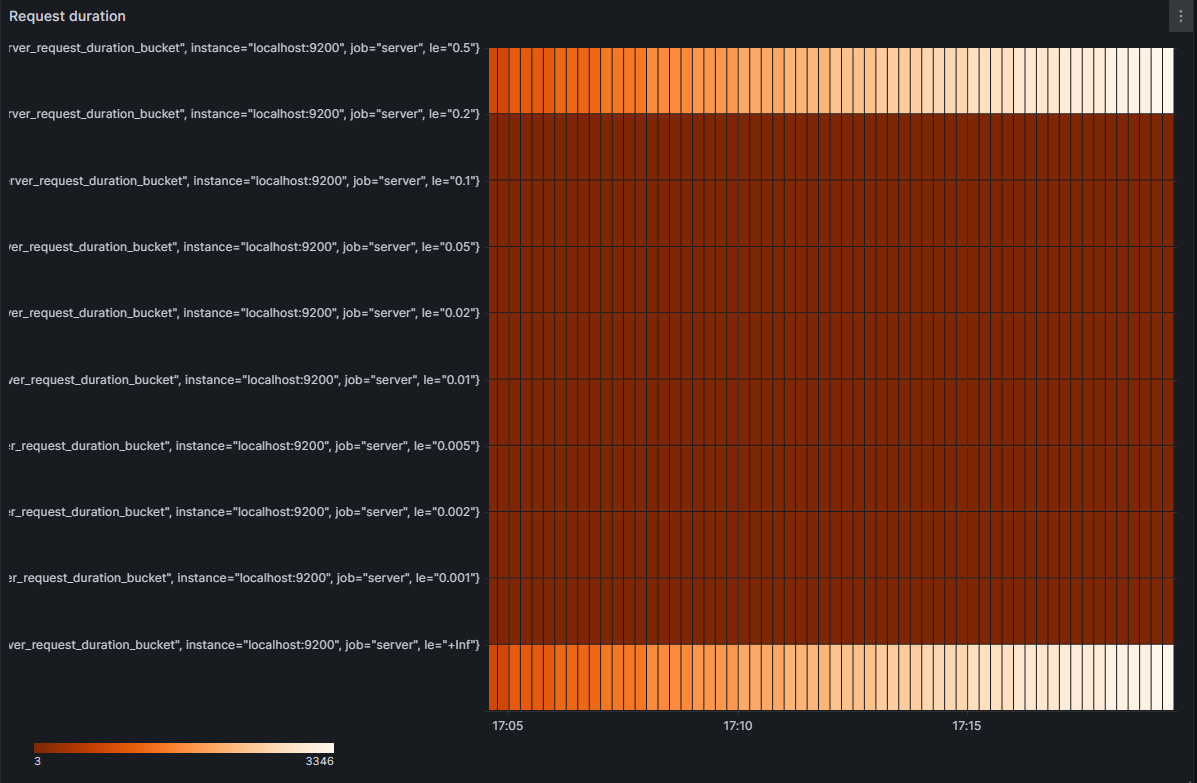 Request duration
rver_request_duration_bucket", instance="localhost:9200", job="server", le="0.5"}
rver_request_duration_bucket", instance="localhost:9200", job="server", le="0.2"}
rver_request_duration_bucket", instance="localhost:9200", job="server", le="0.1"}
ver_request_duration_bucket", instance="localhost:9200", job="server", le="0.05"}
ver_request_duration_bucket", instance="localhost:9200", job="server", le="0.02"}
ver_request_duration_bucket", instance="localhost:9200", job="server", le="0.01"}
er_request_duration_bucket", instance="localhost:9200", job="server", le="0.005"}
er_request_duration_bucket", instance="localhost:9200", job="server", le="0.002"}
er_request_duration_bucket", instance="localhost:9200", job="server", le="0.001"}
ver_request_duration_bucket", instance="localhost:9200", job="server", le="+Inf"}
17:05 17:10 17:15
3 3346